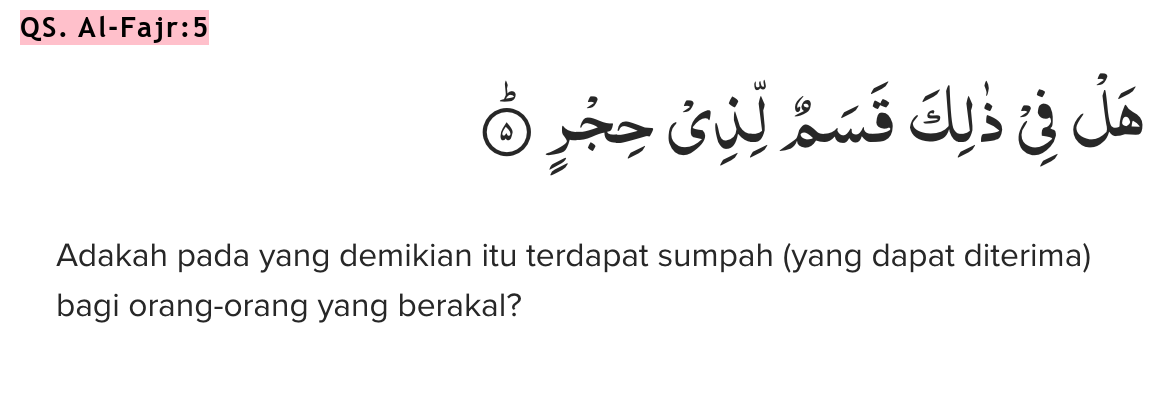 QS. Al-Fajr:5
هَلْ فِيْ ذٰلِكَ قَسَمٌ لِّذِيْ حِجْرٍ ۗ ۝٥
Adakah pada yang demikian itu terdapat sumpah (yang dapat diterima)
bagi orang-orang yang berakal?